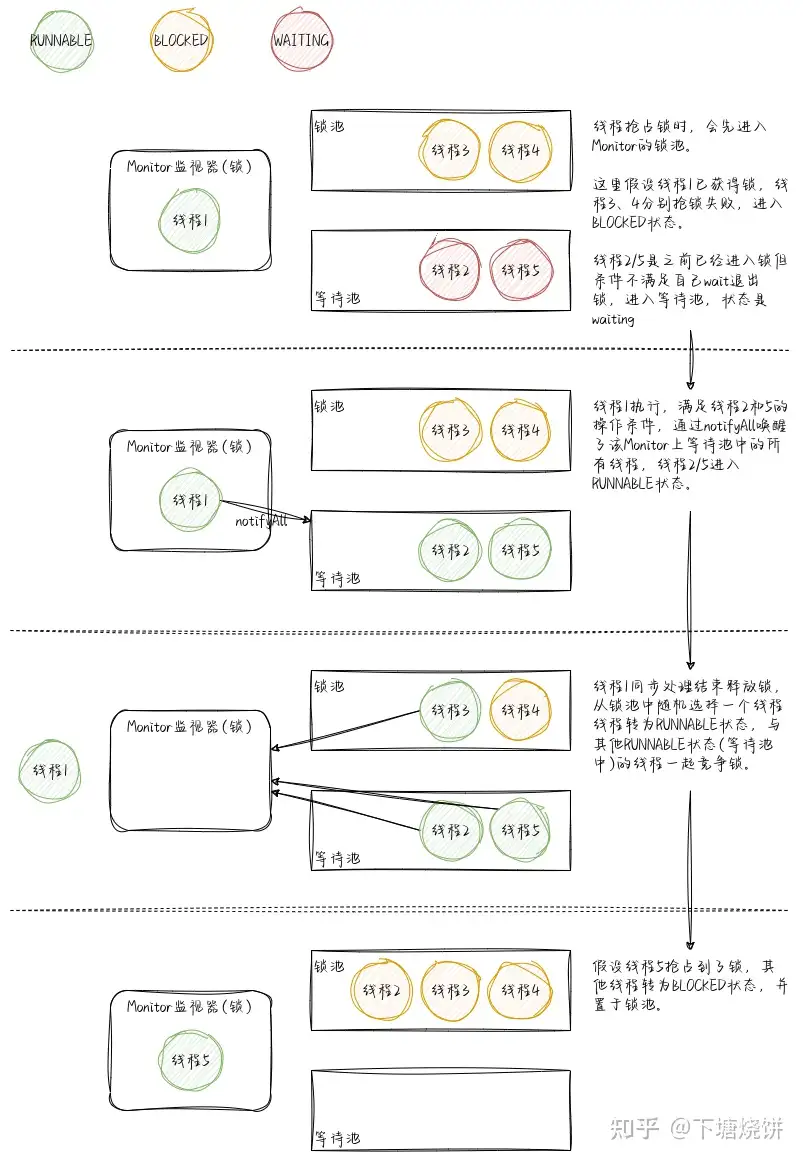 RUNNABLE
BLOCKED
WAITING
锁池
线程3
线程4
Monitor监视器(锁)
线程1
线程2
线程5
等待池
线程抢占锁时，会先进入
Monitor的锁池。
这里假设线程1已获得锁，线
程3、4分别抢锁失败，进入
BLOCKED状态。
线程2/5是之前已经进入锁但
条件不满足自己wait退出
锁，进入等待池，状态是
waiting
锁池
线程3
线程4
Monitor监视器(锁)
线程1
notifyAll
线程2
线程5
等待池
线程1执行，满足线程2和5的
操作条件，通过notifyAll唤醒
了该Monitor上等待池中的所
有线程，线程2/5进入
RUNNABLE状态。
锁池
线程3
线程4
Monitor监视器(锁)
线程1
线程2
线程5
等待池
线程1同步处理结束释放锁，
从锁池中随机选择一个线程
线程转为RUNNABLE状态，与
其他RUNNABLE状态(等待池
中)的线程一起竞争锁。
锁池
线程2
线程3
线程4
Monitor监视器(锁)
线程5
等待池
假设线程5抢占到了锁，其
他线程转为BLOCKED状态，并
置于锁池。
知乎 @下塘烧饼